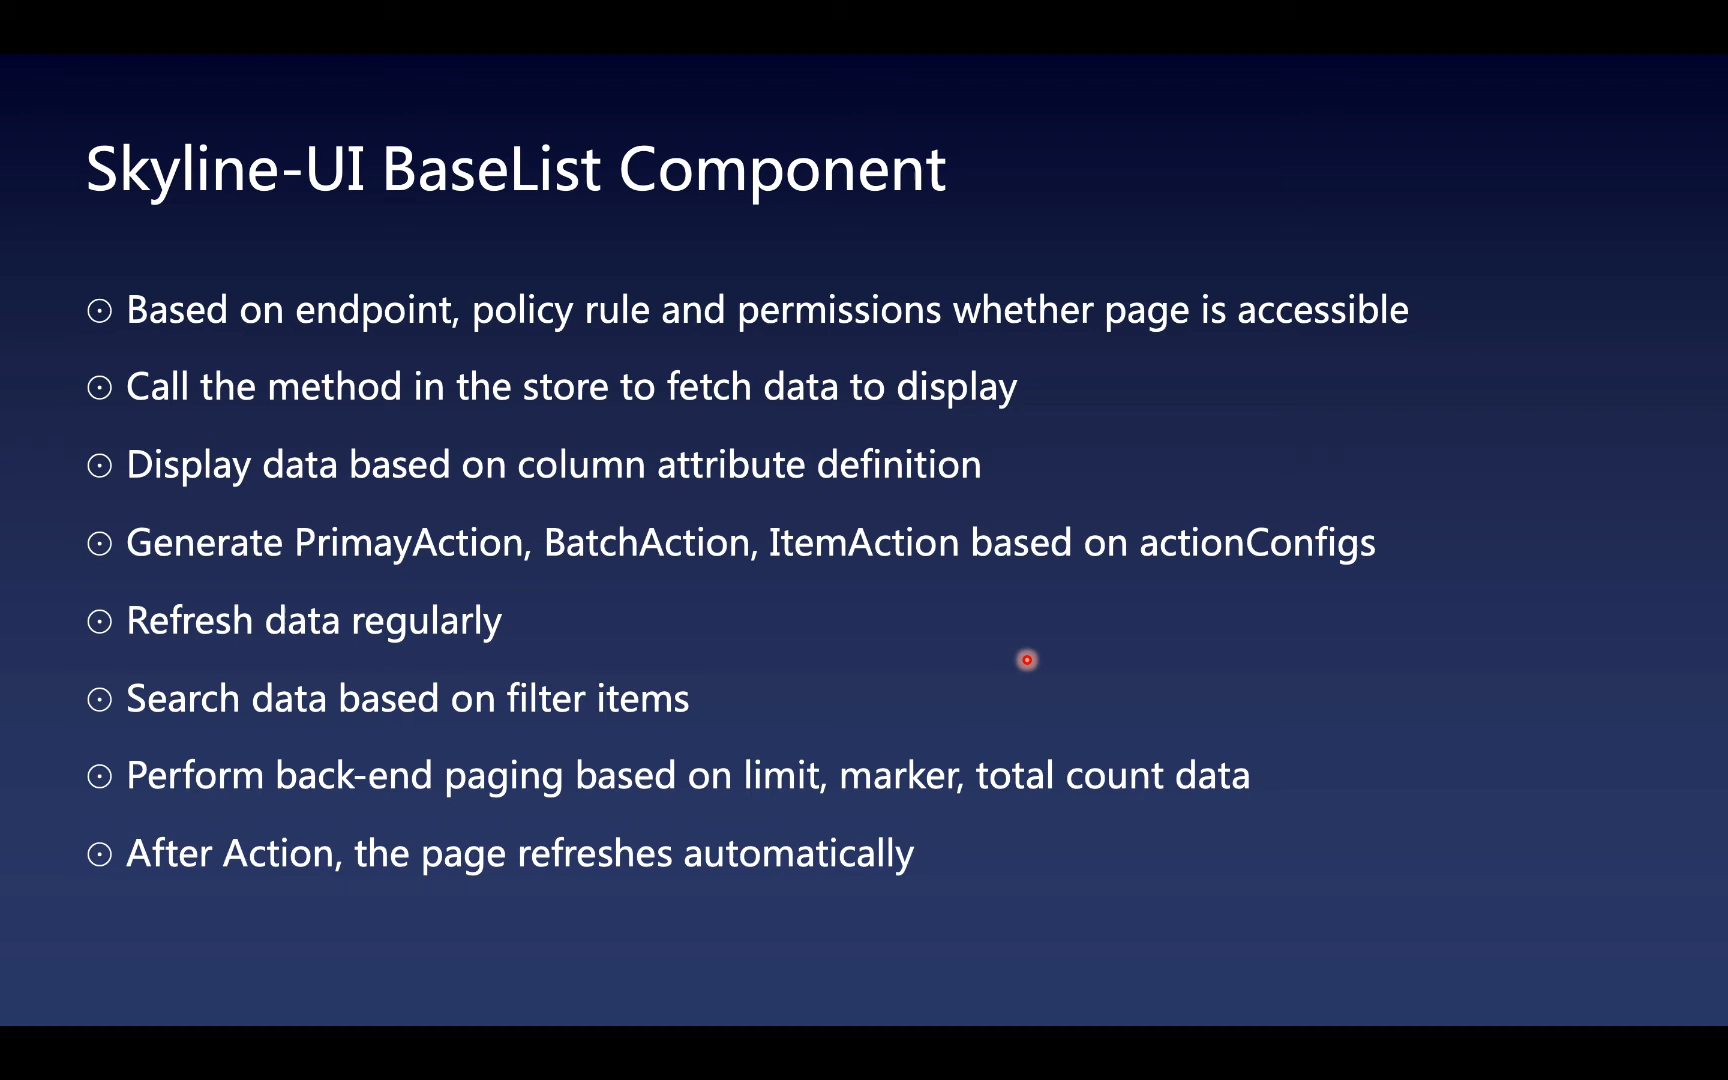 Skyline-UI BaseList Component
Based on endpoint, policy rule and permissions whether page is accessible
Call the method in the store to fetch data to display
Display data based on column attribute definition
Generate PrimayAction, BatchAction, ItemAction based on actionConfigs
Refresh data regularly
Search data based on filter items
Perform back-end paging based on limit, marker, total count data
After Action, the page refreshes automatically